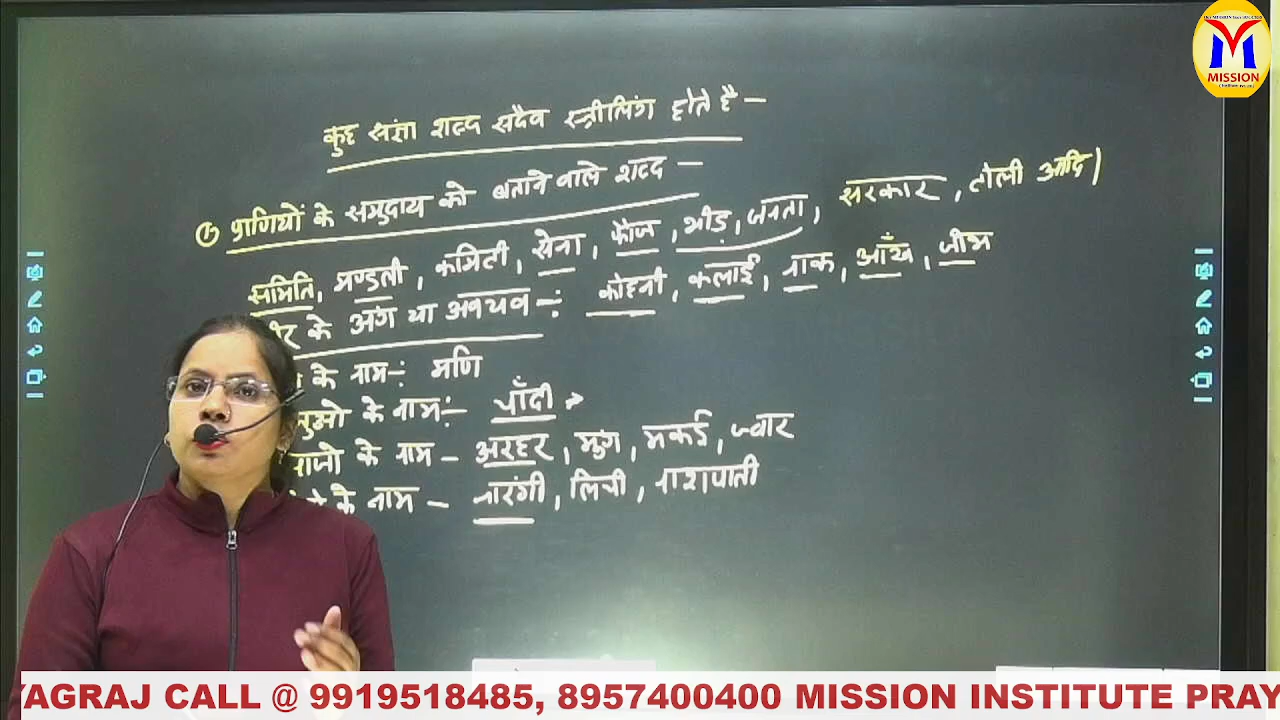 कुछ संज्ञा शब्द सदैव स्त्रीलिंग होते है –
① प्राणियों के समुदाय को बताने वाले शब्द –
समिति, मण्डली, कमिटी, सेना, फौज, भीड़, जनता, सरकार, टोली आदि।
के अंग या अवयव –: कोहनी, कलाई, नाक, आँख, जीभ
के नाम –: मणि
के नाम :– चाँदी
के नाम – अरहर, मुंग, मकई, ज्वार
के नाम – नारंगी, लिची, नाशपाती
MISSION
YAGRAJ CALL @ 9919518485, 8957400400 MISSION INSTITUTE PRAY